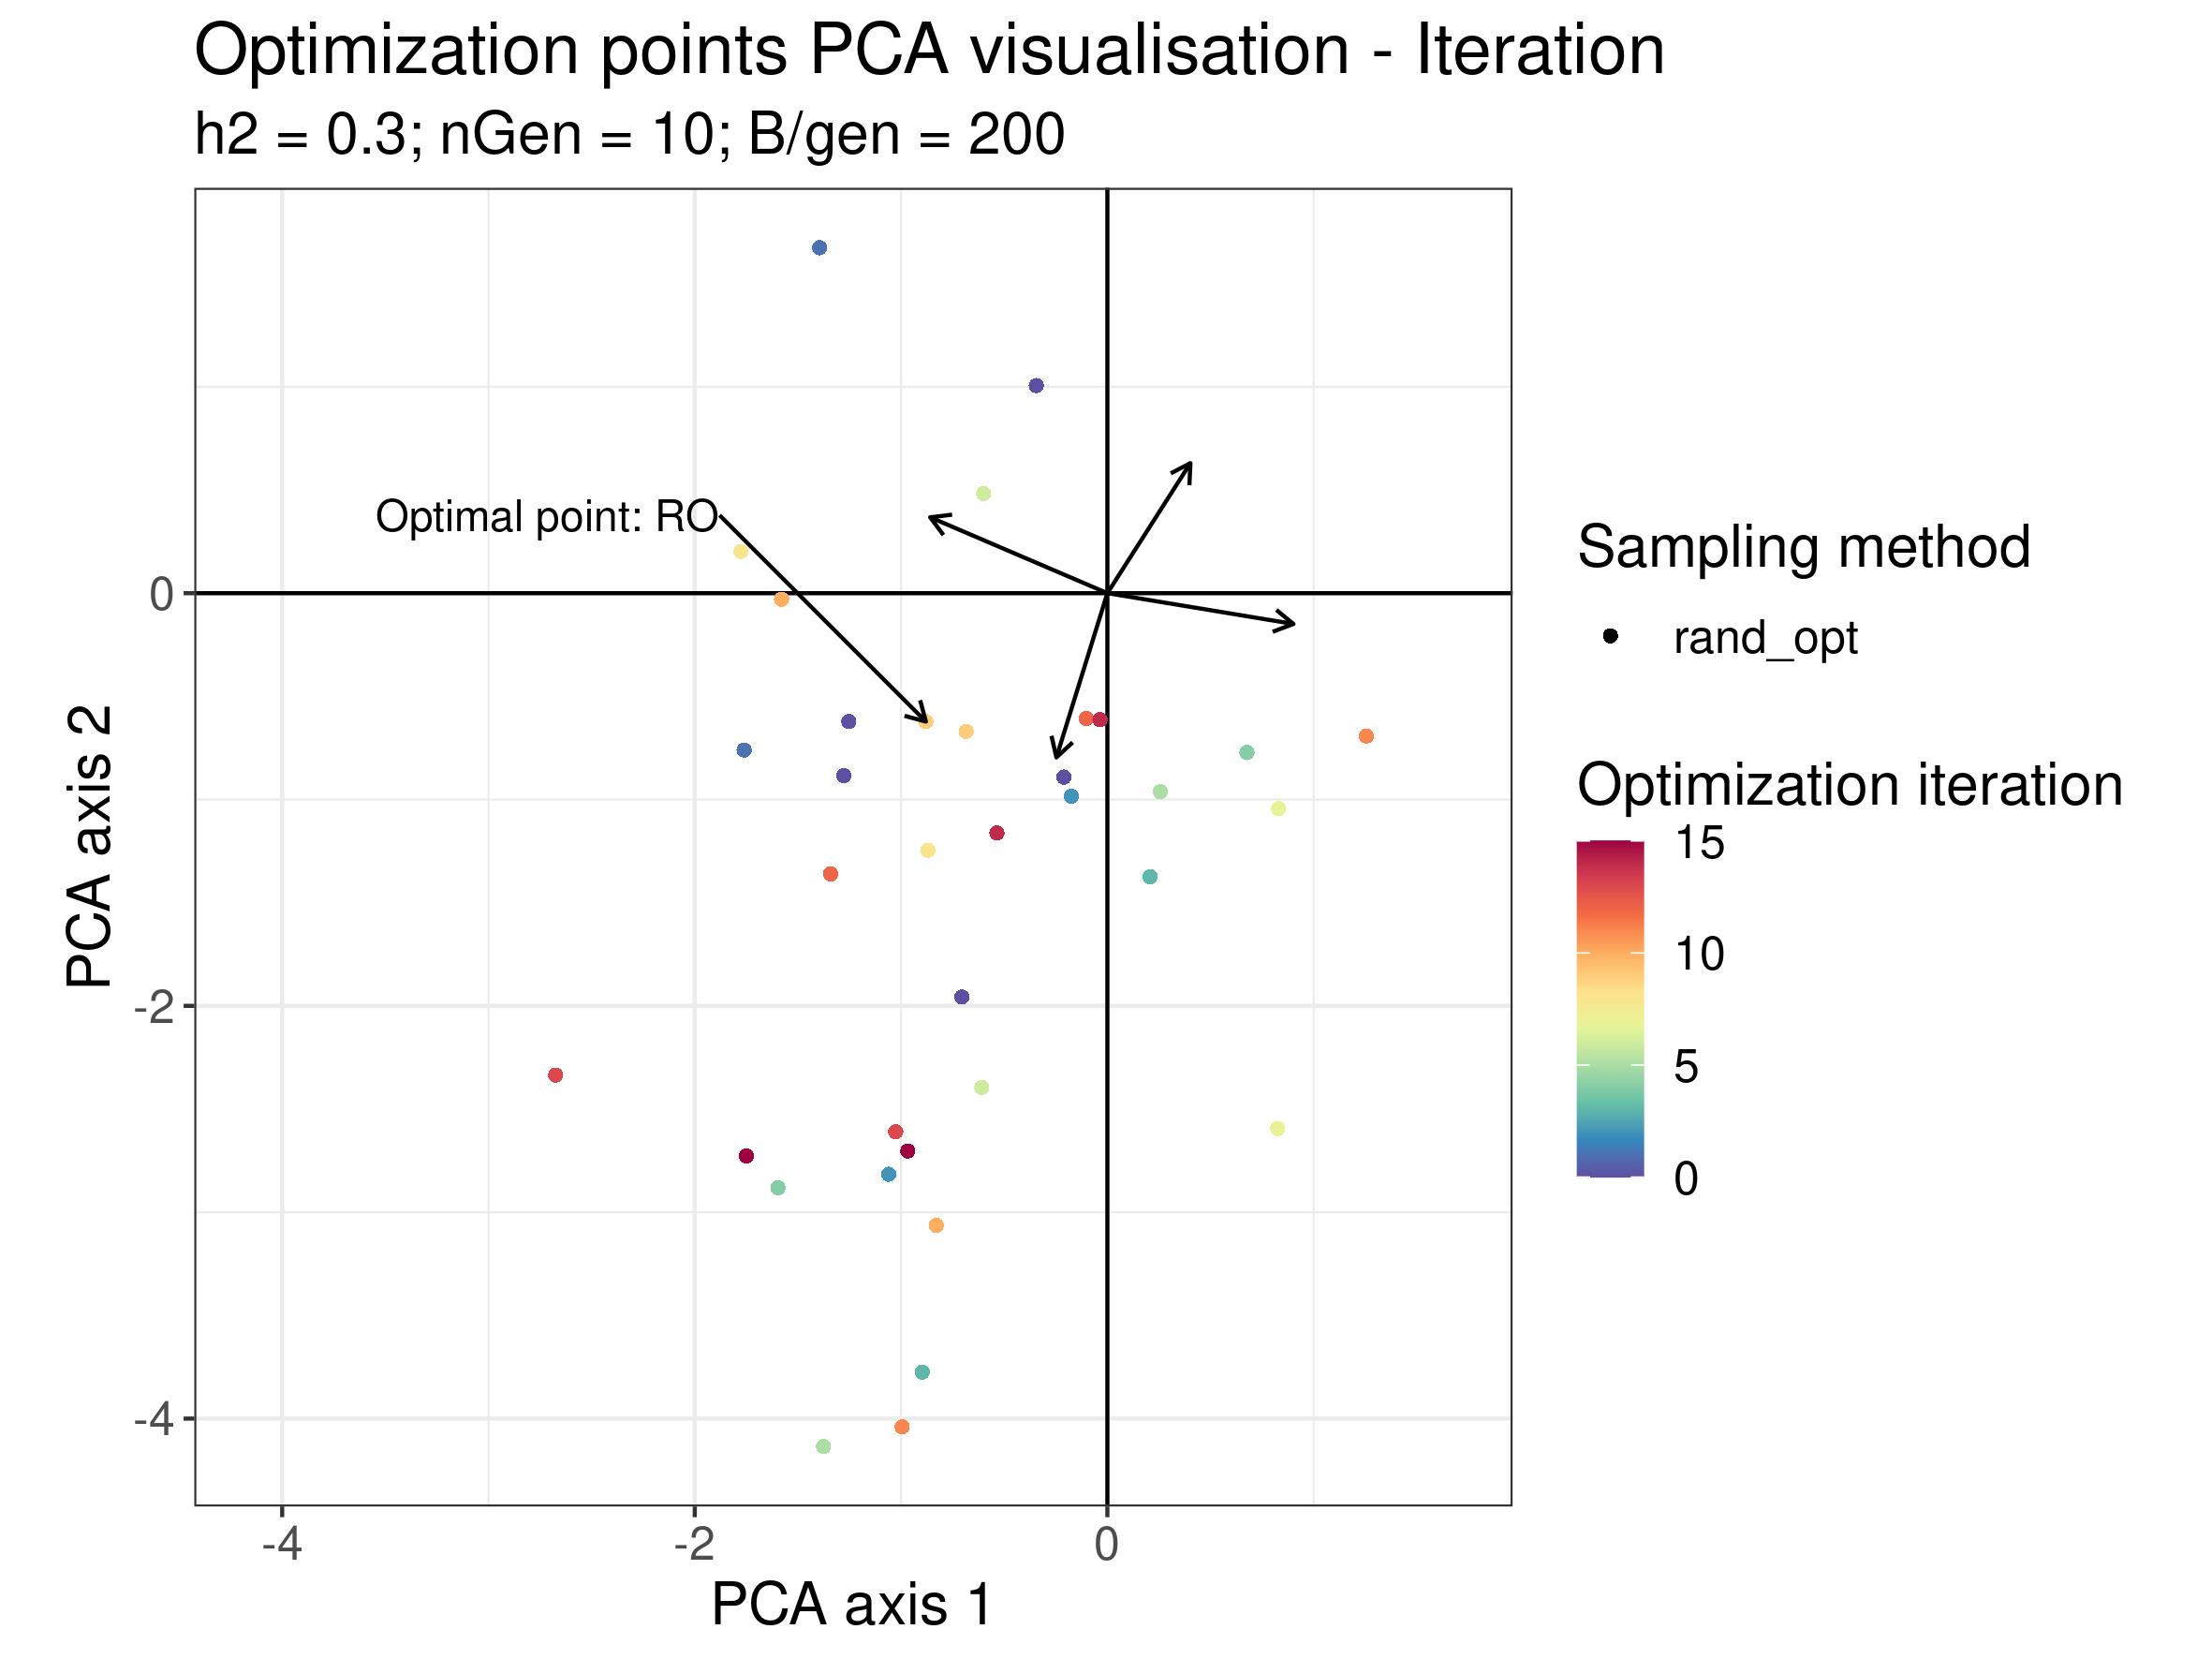 Optimization points PCA visualisation - Iteration
h2 = 0.3; nGen = 10; B/gen = 200
Optimal point: RO
0
-2
-4
-4
-2
0
PCA axis 2
PCA axis 1
Sampling method
rand_opt
Optimization iteration
15
10
5
0